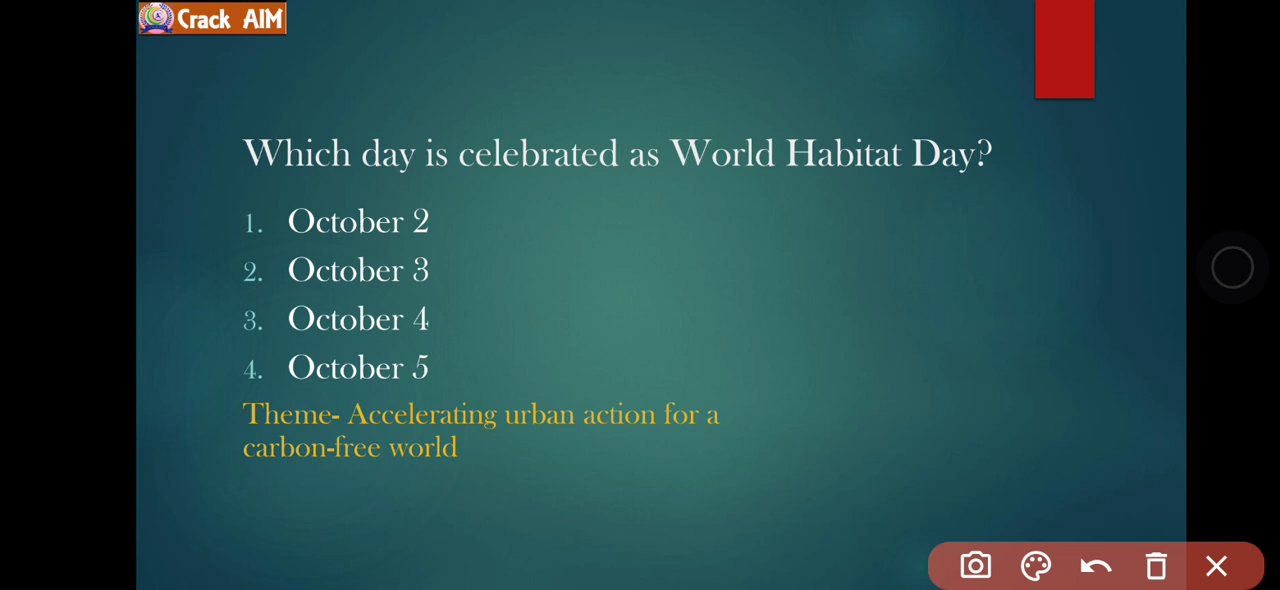 Crack AIM
Which day is celebrated as World Habitat Day?
1. October 2
2. October 3
3. October 4
4. October 5
Theme- Accelerating urban action for a
carbon-free world